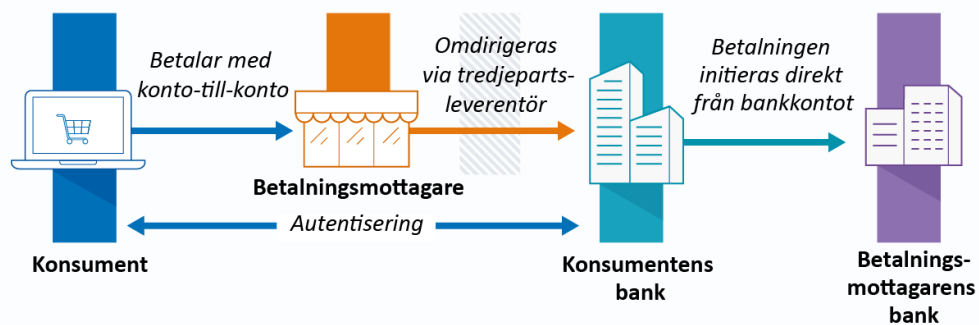 Betalar med
konto-till-konto
Omdirigeras
via tredjeparts-
leverentör
Betalningen
initieras direkt
från bankkontot
Betalningsmottagare
Autentisering
Konsument
Konsumentens
bank
Betalnings-
mottagarens
bank